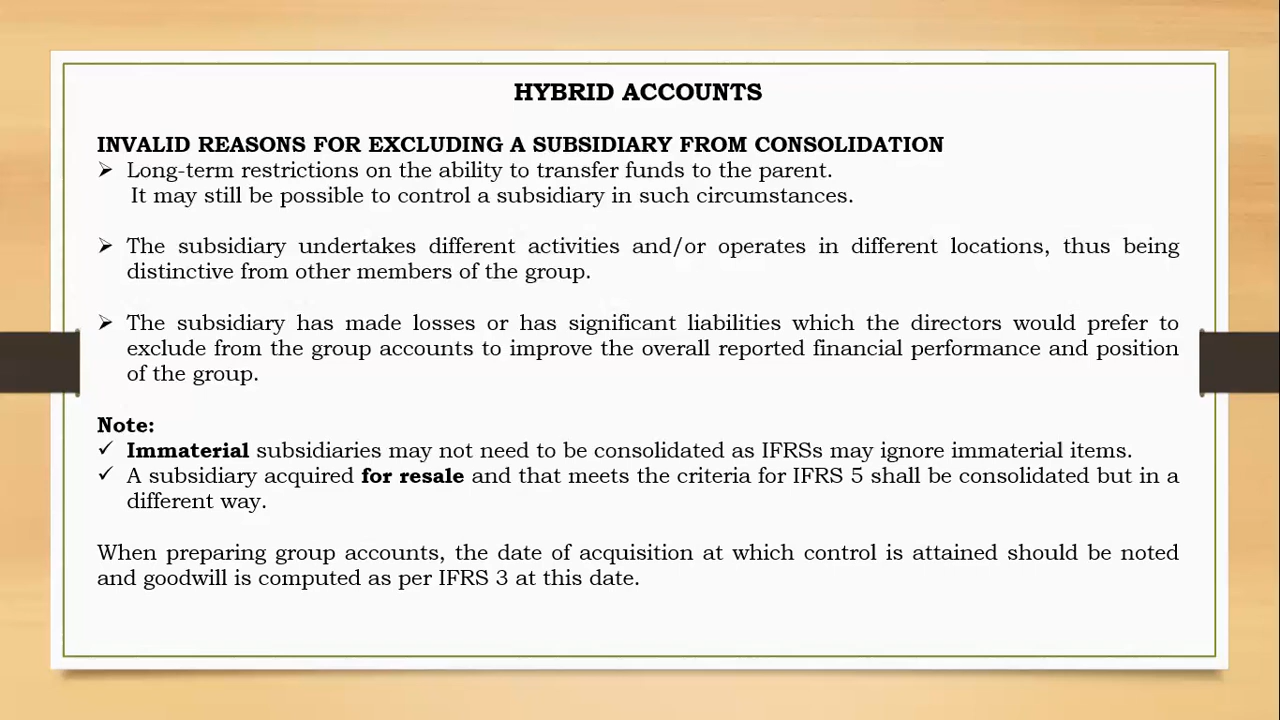 HYBRID ACCOUNTS
INVALID REASONS FOR EXCLUDING A SUBSIDIARY FROM CONSOLIDATION
➢ Long-term restrictions on the ability to transfer funds to the parent.
It may still be possible to control a subsidiary in such circumstances.
➢ The subsidiary undertakes different activities and/or operates in different locations, thus being
distinctive from other members of the group.
➢ The subsidiary has made losses or has significant liabilities which the directors would prefer to
exclude from the group accounts to improve the overall reported financial performance and position
of the group.
Note:
✓ Immaterial subsidiaries may not need to be consolidated as IFRSs may ignore immaterial items.
✓ A subsidiary acquired for resale and that meets the criteria for IFRS 5 shall be consolidated but in a
different way.
When preparing group accounts, the date of acquisition at which control is attained should be noted
and goodwill is computed as per IFRS 3 at this date.